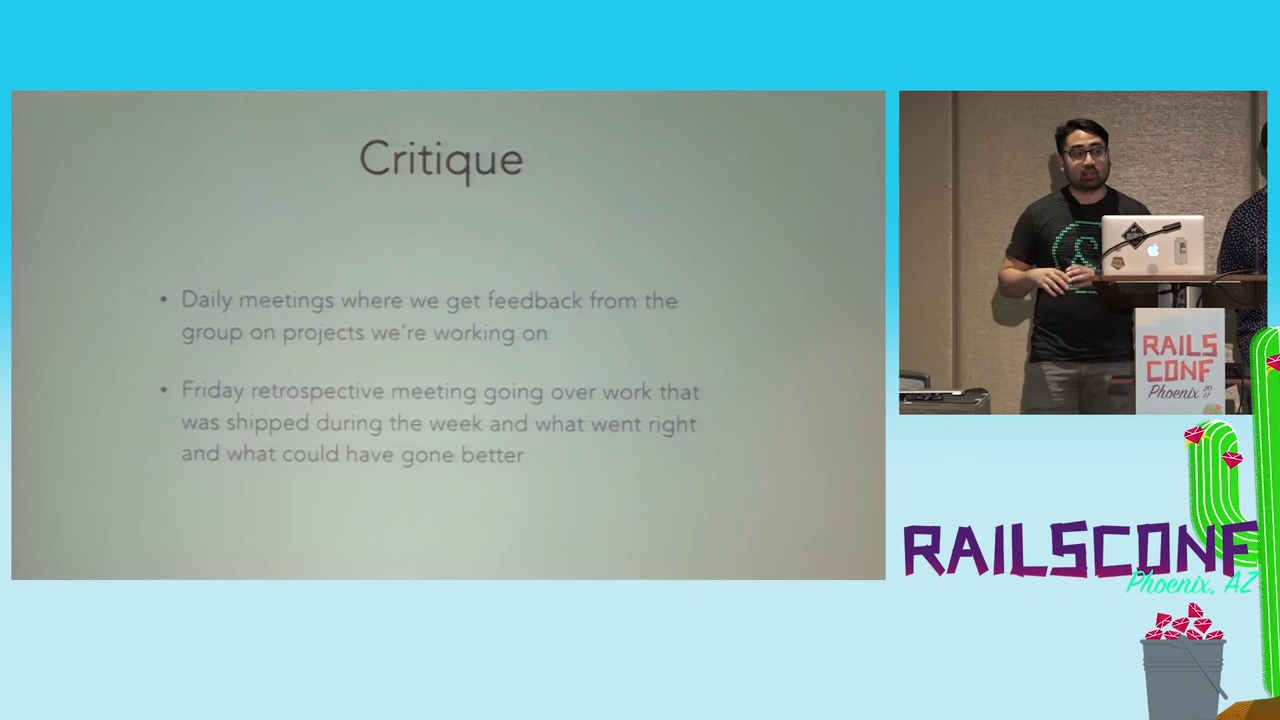 Critique
• Daily meetings where we get feedback from the
group on projects we're working on
• Friday retrospective meeting going over work that
was shipped during the week and what went right
and what could have gone better
RAILS
CONF
Phoenix 20
17
RAILSCONF
Phoenix, AZ